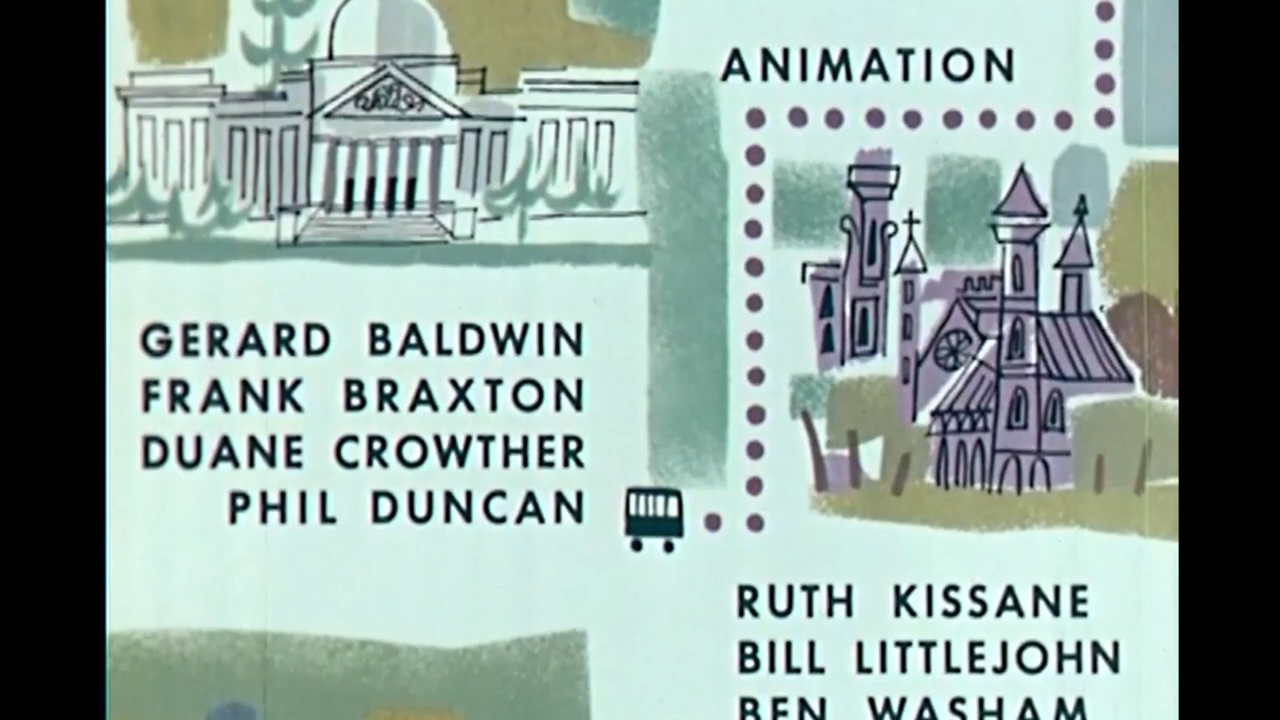 ANIMATION
GERARD BALDWIN
FRANK BRAXTON
DUANE CROWTHER
PHIL DUNCAN
RUTH KISSANE
BILL LITTLEJOHN
BEN WASHAM